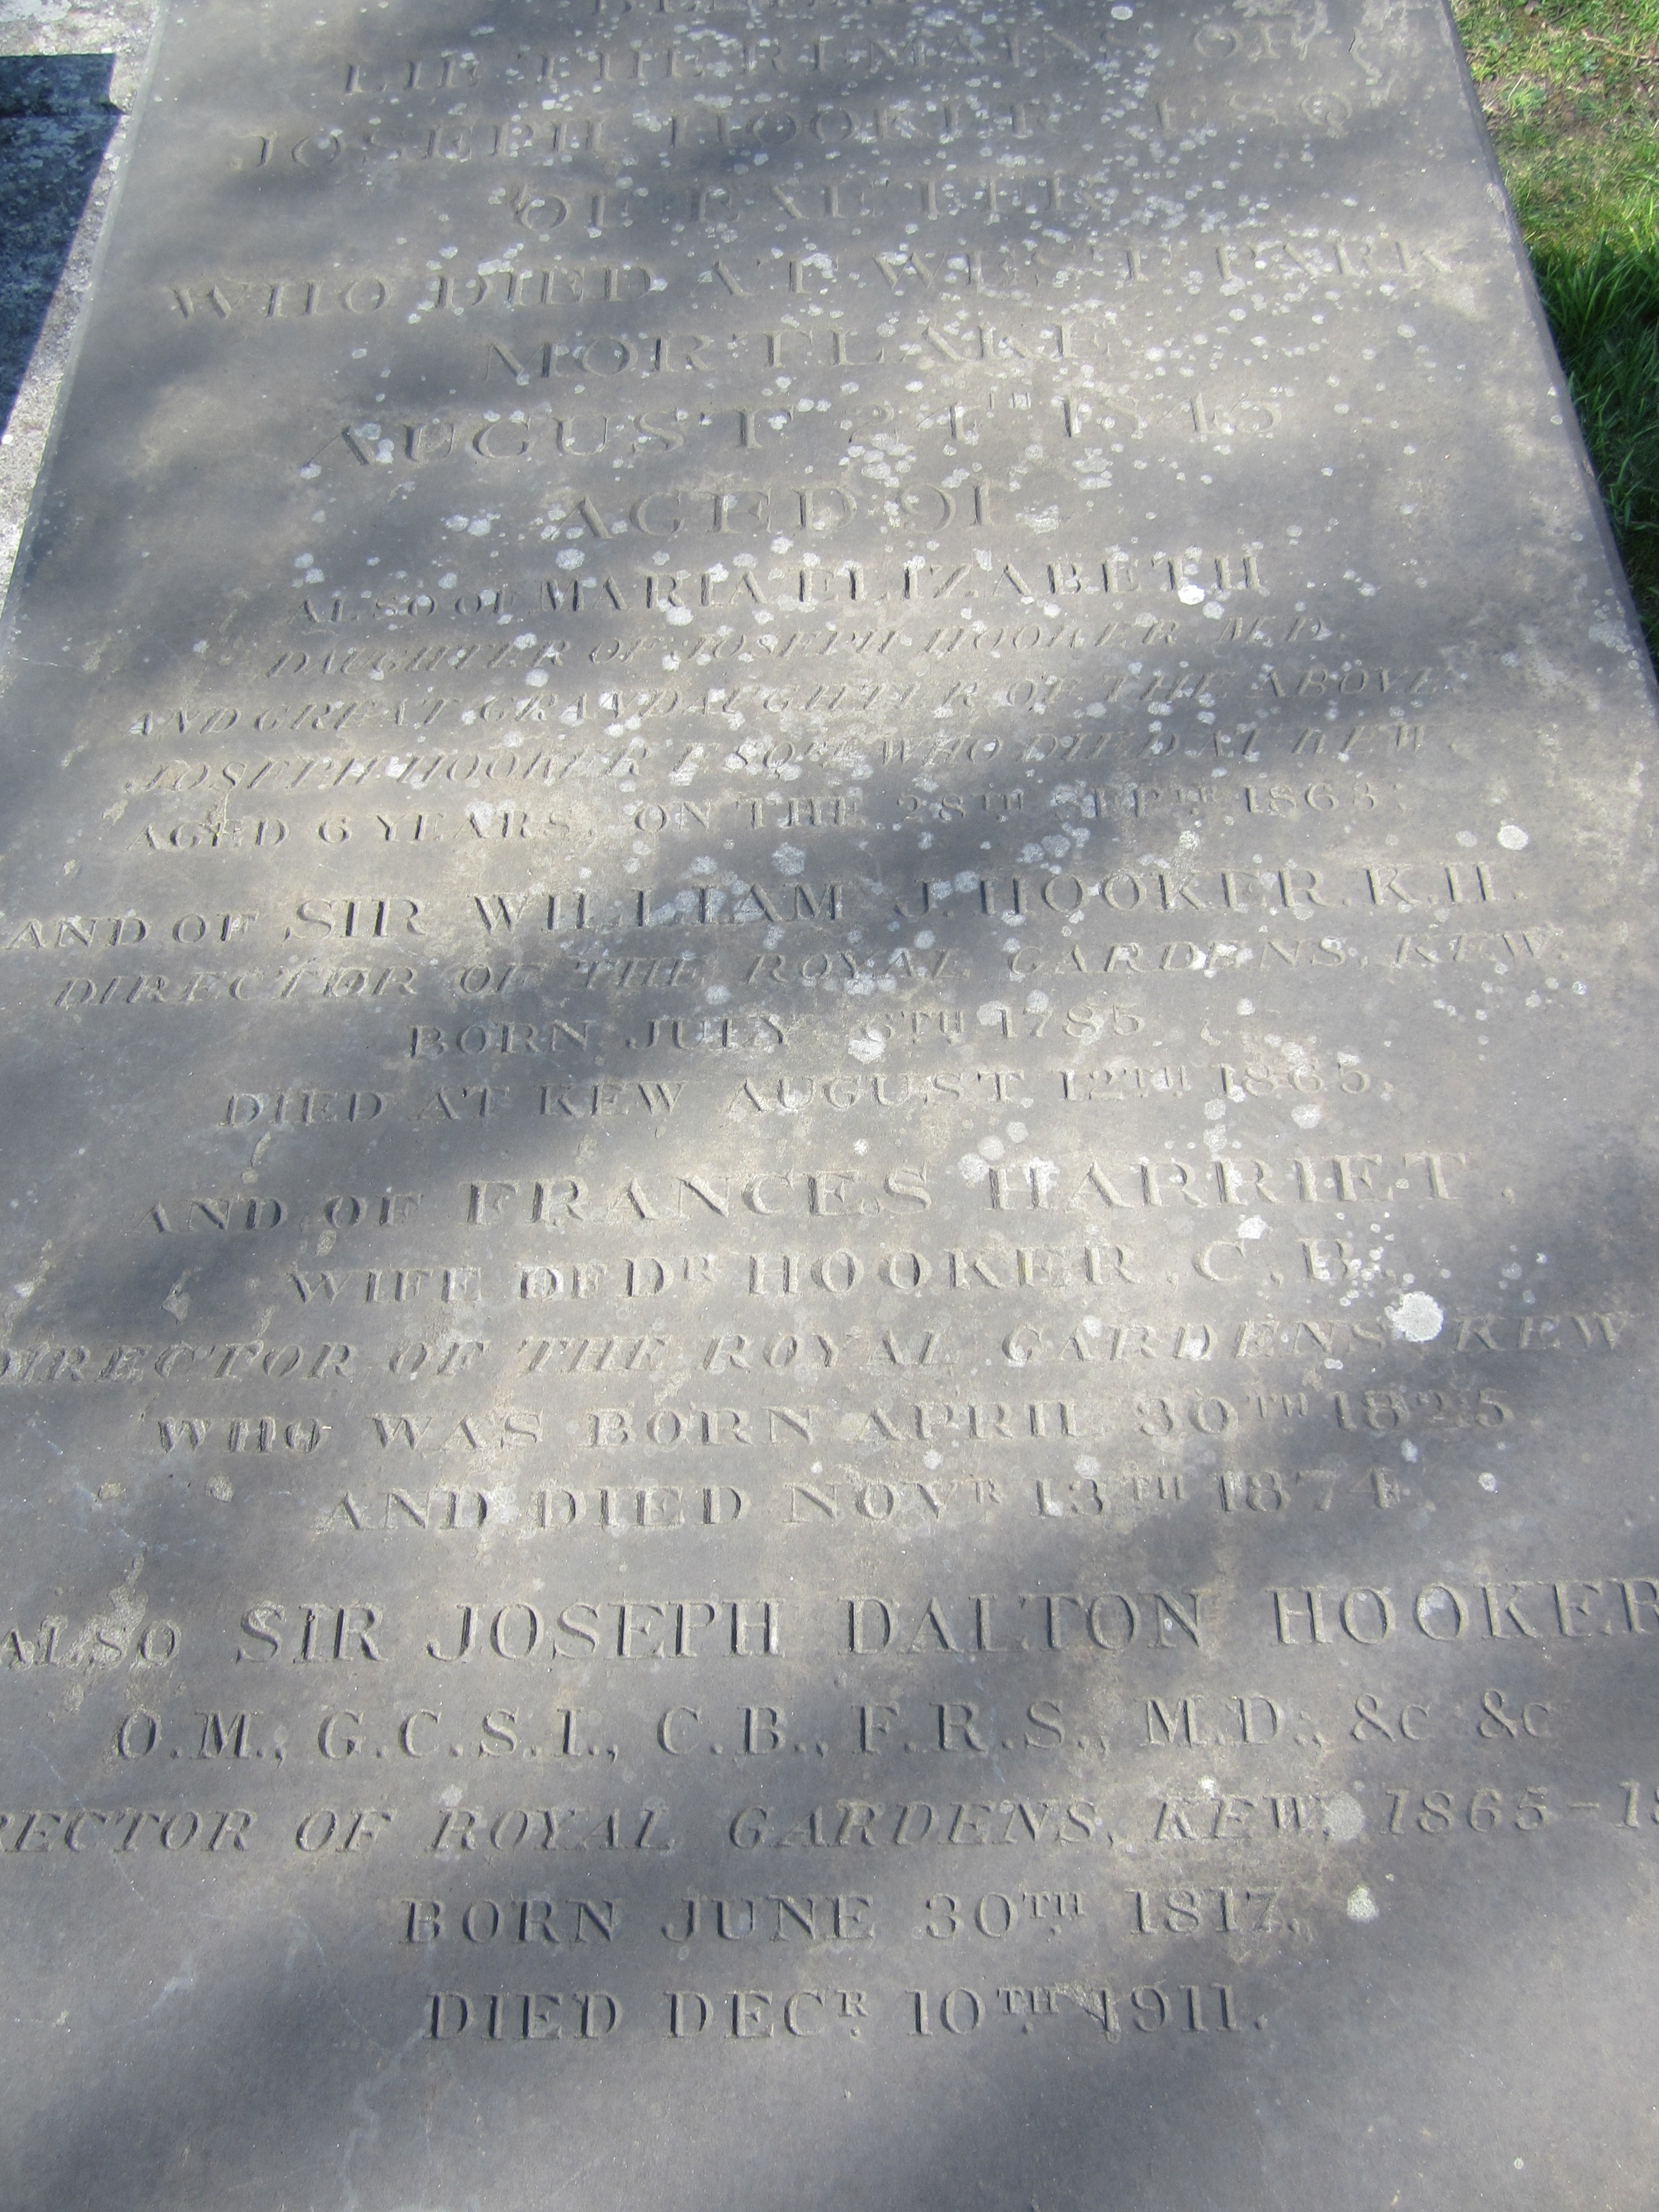 LIE THE REMAINS OF
JOSEPH HOOKER ESQ
OF EXETER
WHO DIED AT WEST PARK
MORTLAKE
AUGUST 24TH 1845
AGED 91
ALSO OF MARIA ELIZABETH
DAUGHTER OF JOSEPH HOOKER M.D.
AND GREAT GRANDAUGHTER OF THE ABOVE
JOSEPH HOOKER ESQRE WHO DIED AT KEW
AGED 6 YEARS, ON THE 28TH SEPTR 1863;
AND OF SIR WILLIAM J. HOOKER. K.H.
DIRECTOR OF THE ROYAL GARDENS, KEW.
BORN JULY 6TH 1785
DIED AT KEW AUGUST 12TH 1865.
AND OF FRANCES HARRIET,
WIFE OF DR HOOKER, C.B.
DIRECTOR OF THE ROYAL GARDENS, KEW
WHO WAS BORN APRIL 30TH 1825
AND DIED NOVR 13TH 1874
ALSO SIR JOSEPH DALTON HOOKER
O.M., G.C.S.I., C.B., F.R.S., M.D., &c &c
RECTOR OF ROYAL GARDENS, KEW, 1865-18
BORN JUNE 30TH 1817,
DIED DECR 10TH 1911.